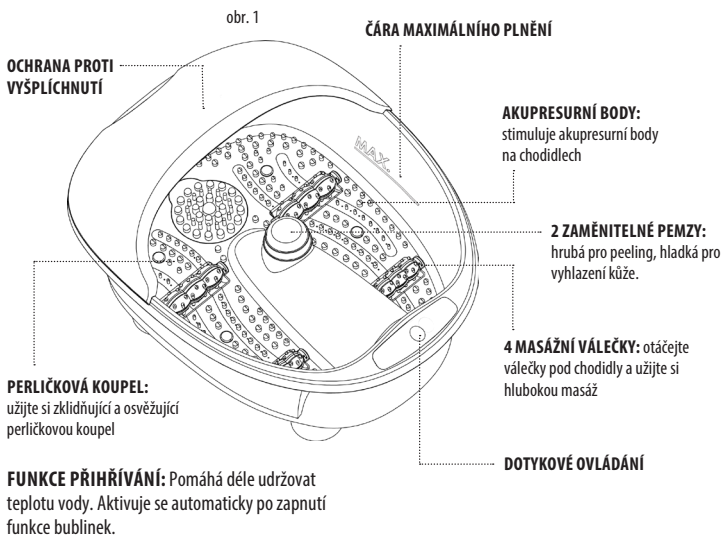 obr. 1
ČÁRA MAXIMÁLNÍHO PLNĚNÍ
OCHRANA PROTI
VYŠPLÍCHNUTÍ
AKUPRESURNÍ BODY:
stimuluje akupresurní body
na chodidlech
MAX.
2 ZAMĚNITELNÉ PEMZY:
hrubá pro peeling, hladká pro
vyhlazení kůže.
4 MASÁŽNÍ VÁLEČKY: otáčejte
válečky pod chodidly a užijte si
hlubokou masáž
PERLIČKOVÁ KOUPEL:
užijte si zklidňující a osvěžující
perličkovou koupel
DOTYKOVÉ OVLÁDÁNÍ
FUNKCE PŘIHŘÍVÁNÍ: Pomáhá déle udržovat
teplotu vody. Aktivuje se automaticky po zapnutí
funkce bublinek.